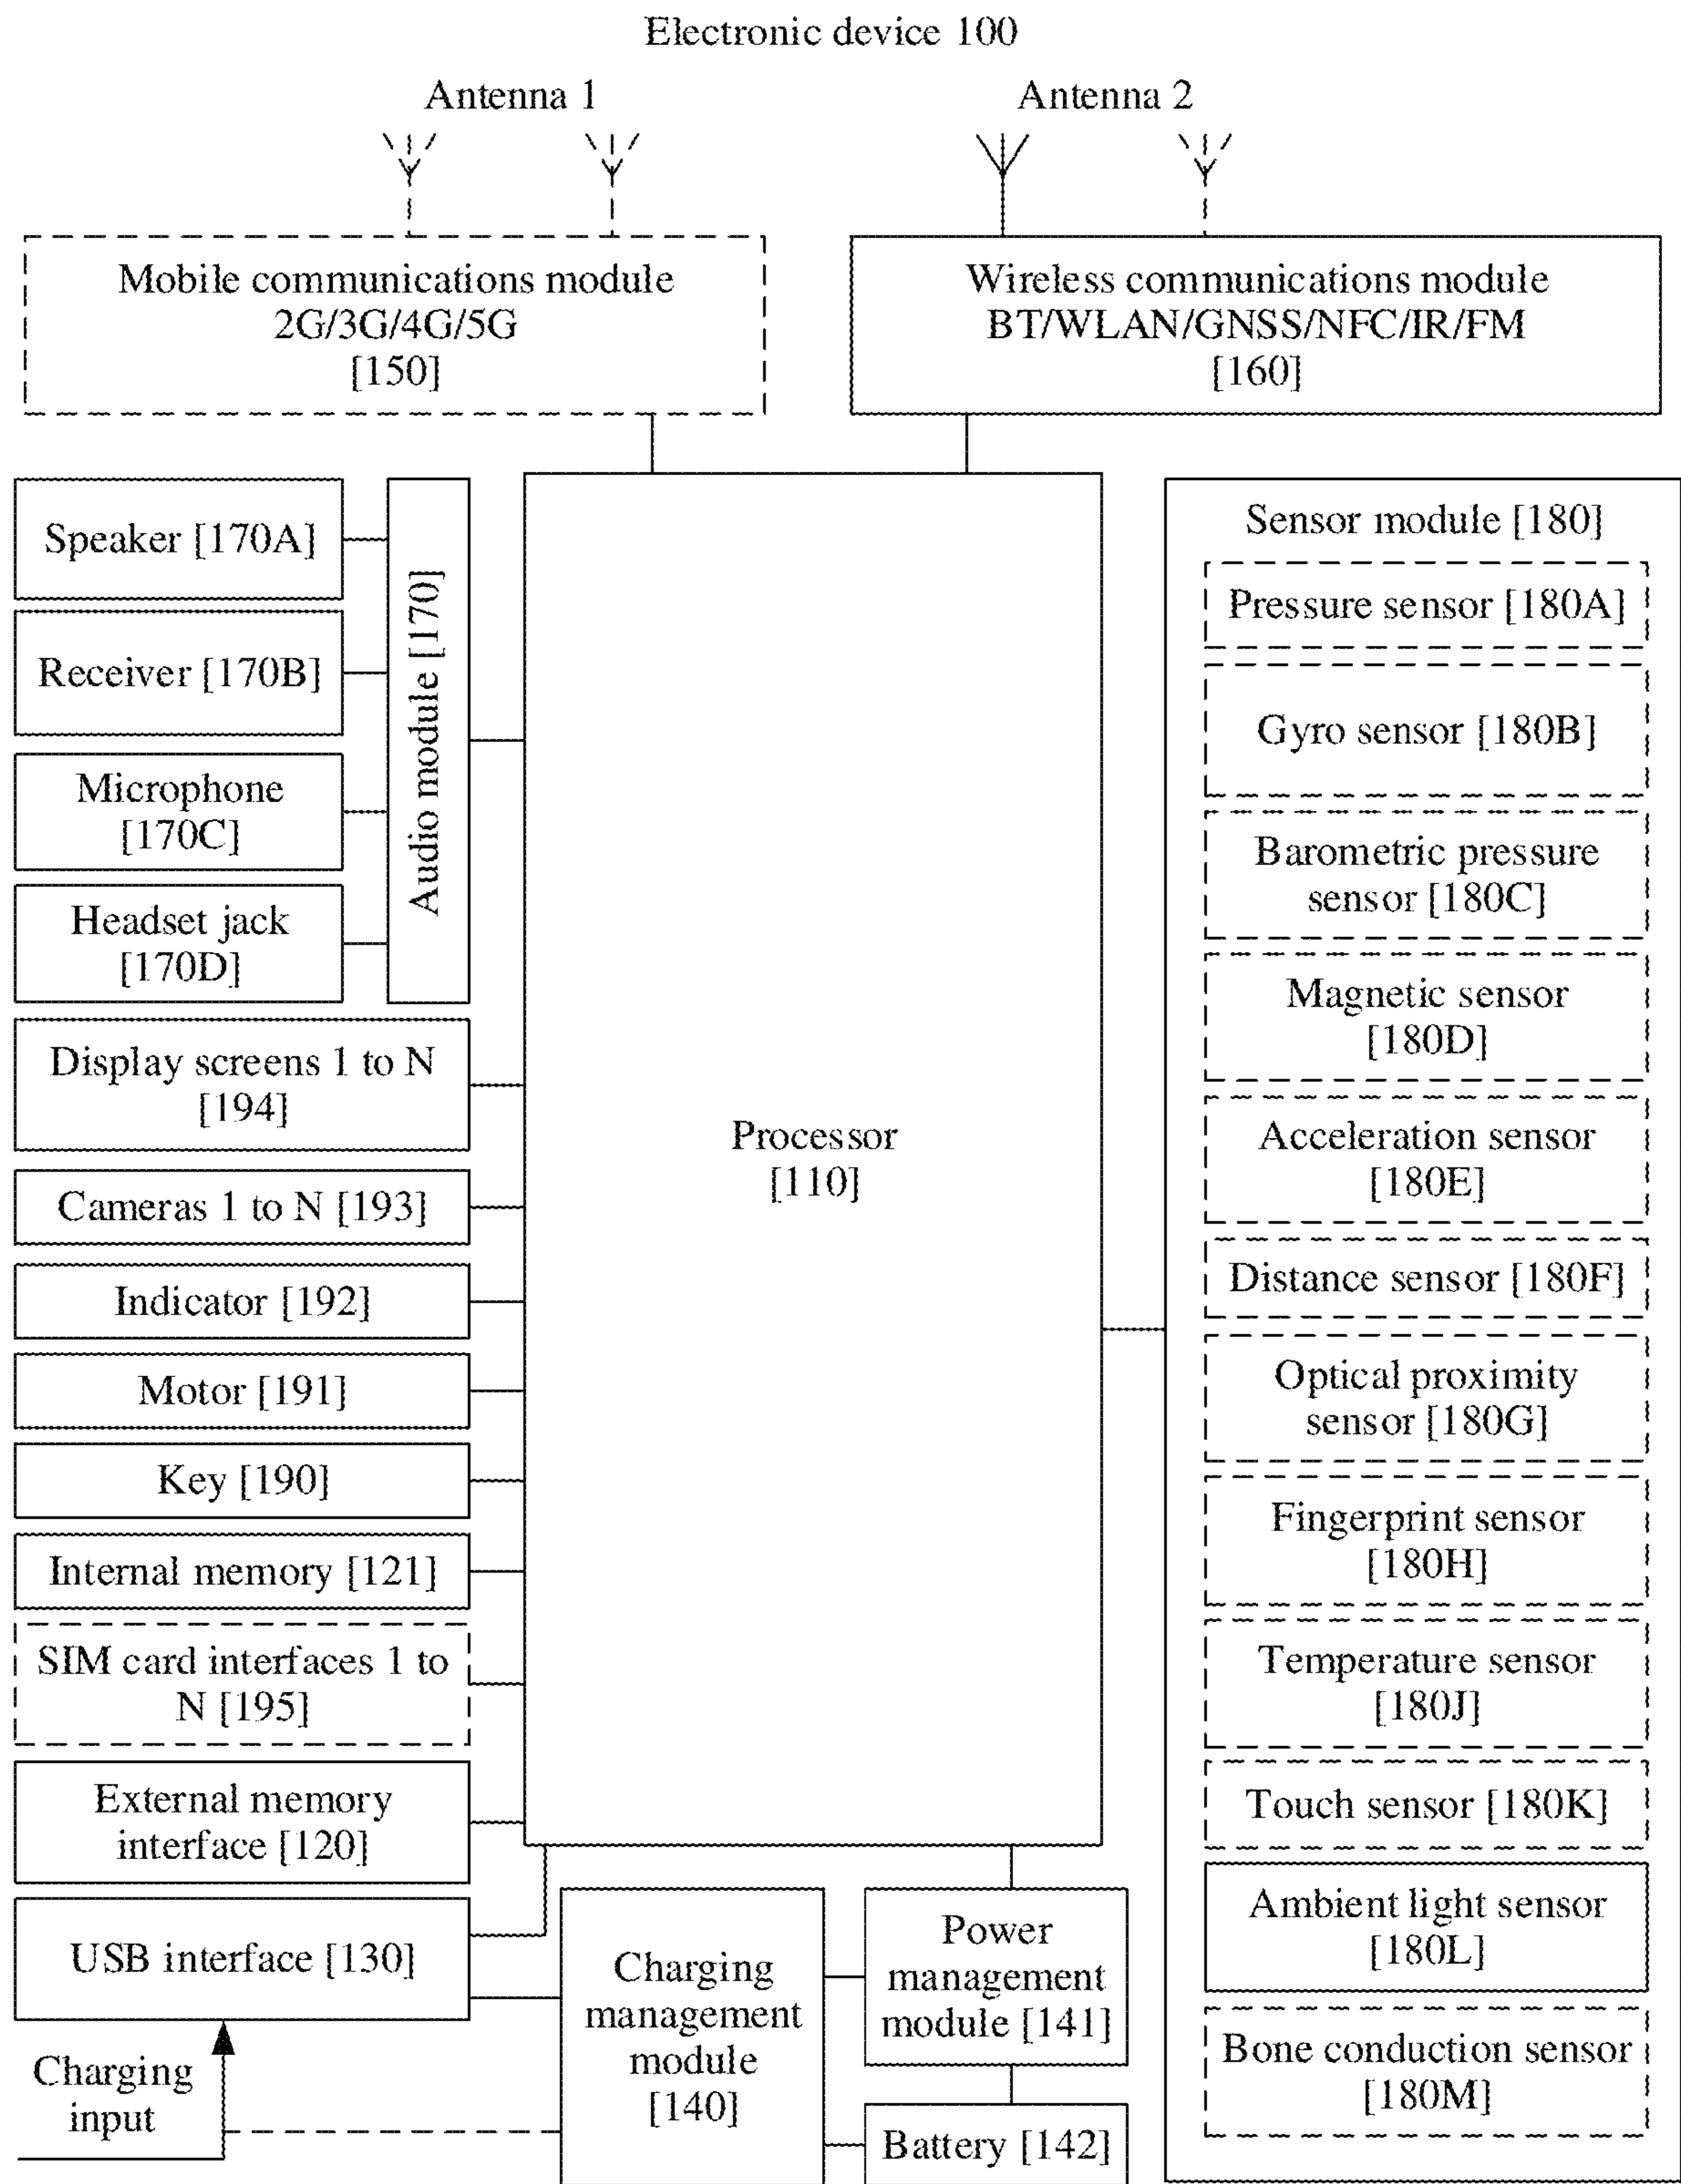 Electronic device 100
Antenna 1
Antenna 2
Mobile communications module
2G/3G/4G/5G
[150]
Wireless communications module
BT/WLAN/GNSS/NFC/IR/FM
[160]
Speaker [170A]
Receiver [170B]
Microphone
[170C]
Headset jack
[170D]
Audio module [170]
Display screens 1 to N
[194]
Cameras 1 to N [193]
Indicator [192]
Motor [191]
Key [190]
Internal memory [121]
SIM card interfaces 1 to
N [195]
External memory
interface [120]
USB interface [130]
Charging
input
Processor
[110]
Charging
management
module
[140]
Power
management
module [141]
Battery [142]
Sensor module [180]
Pressure sensor [180A]
Gyro sensor [180B]
Barometric pressure
sensor [180C]
Magnetic sensor
[180D]
Acceleration sensor
[180E]
Distance sensor [180F]
Optical proximity
sensor [180G]
Fingerprint sensor
[180H]
Temperature sensor
[180J]
Touch sensor [180K]
Ambient light sensor
[180L]
Bone conduction sensor
[180M]